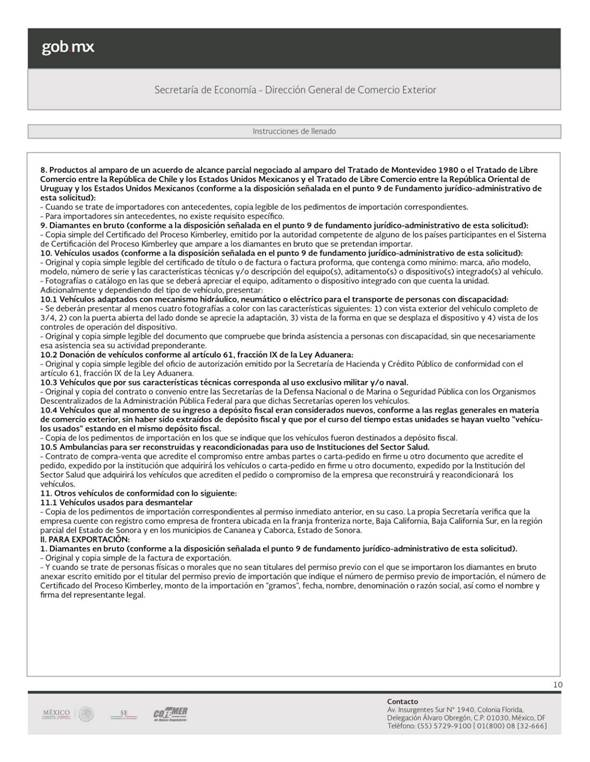 gob.mx
Secretaría de Economía - Dirección General de Comercio Exterior
Instrucciones de llenado
8. Productos al amparo de un acuerdo de alcance parcial negociado al amparo del Tratado de Montevideo 1980 o el Tratado de Libre
Comercio entre la República de Chile y los Estados Unidos Mexicanos y el Tratado de Libre Comercio entre la República Oriental de
Uruguay y los Estados Unidos Mexicanos (conforme a la disposición señalada en el punto 9 de Fundamento jurídico-administrativo de
esta solicitud):
- Cuando se trate de importadores con antecedentes, copia legible de los pedimentos de importación correspondientes.
- Para importadores sin antecedentes, no existe requisito específico.
9. Diamantes en bruto (conforme a la disposición señalada en el punto 9 de fundamento jurídico-administrativo de esta solicitud):
- Copia simple del Certificado del Proceso Kimberley, emitido por la autoridad competente de alguno de los países participantes en el Sistema
de Certificación del Proceso Kimberley que ampare a los diamantes en bruto que se pretendan importar.
10. Vehículos usados (conforme a la disposición señalada en el punto 9 de fundamento jurídico-administrativo de esta solicitud):
- Original y copia simple legible del certificado de título o de factura o factura proforma, que contenga como mínimo: marca, año modelo,
modelo, número de serie y las características técnicas y/o descripción del equipo(s), aditamento(s) o dispositivo(s) integrado(s) al vehículo.
- Fotografías o catálogo en las que se deberá apreciar el equipo, aditamento o dispositivo integrado con que cuenta la unidad.
Adicionalmente y dependiendo del tipo de vehículo, presentar:
10.1 Vehículos adaptados con mecanismo hidráulico, neumático o eléctrico para el transporte de personas con discapacidad:
- Se deberán presentar al menos cuatro fotografías a color con las características siguientes: 1) con vista exterior del vehículo completo de
3/4, 2) con la puerta abierta del lado donde se aprecie la adaptación, 3) vista de la forma en que se desplaza el dispositivo y 4) vista de los
controles de operación del dispositivo.
- Original y copia simple legible del documento que compruebe que brinda asistencia a personas con discapacidad, sin que necesariamente
esa asistencia sea su actividad preponderante.
10.2 Donación de vehículos conforme al artículo 61, fracción IX de la Ley Aduanera:
- Original y copia simple legible del oficio de autorización emitido por la Secretaría de Hacienda y Crédito Público de conformidad con el
artículo 61, fracción IX de la Ley Aduanera.
10.3 Vehículos que por sus características técnicas corresponda al uso exclusivo militar y/o naval.
- Original y copia del contrato o convenio entre las Secretarías de la Defensa Nacional o de Marina o Seguridad Pública con los Organismos
Descentralizados de la Administración Pública Federal para que dichas Secretarías operen los vehículos.
10.4 Vehículos que al momento de su ingreso a depósito fiscal eran considerados nuevos, conforme a las reglas generales en materia
de comercio exterior, sin haber sido extraídos de depósito fiscal y que por el curso del tiempo estas unidades se hayan vuelto "vehícu-
los usados" estando en el mismo depósito fiscal.
- Copia de los pedimentos de importación en los que se indique que los vehículos fueron destinados a depósito fiscal.
10.5 Ambulancias para ser reconstruidas y reacondicionadas para uso de Instituciones del Sector Salud.
- Contrato de compra-venta que acredite el compromiso entre ambas partes o carta-pedido en firme u otro documento que acredite el
pedido, expedido por la institución que adquirirá los vehículos o carta-pedido en firme u otro documento, expedido por la Institución del
Sector Salud que adquirirá los vehículos que acrediten el pedido o compromiso de la empresa que reconstruirá y reacondicionará los
vehículos.
11. Otros vehículos de conformidad con lo siguiente:
11.1 Vehículos usados para desmantelar
- Copia de los pedimentos de importación correspondientes al permiso inmediato anterior, en su caso. La propia Secretaría verifica que la
empresa cuente con registro como empresa de frontera ubicada en la franja fronteriza norte, Baja California, Baja California Sur, en la región
parcial del Estado de Sonora y en los municipios de Cananea y Caborca, Estado de Sonora.
II. PARA EXPORTACIÓN:
1. Diamantes en bruto (conforme a la disposición señalada el punto 9 de fundamento jurídico-administrativo de esta solicitud).
- Original y copia simple de la factura de exportación.
- Y cuando se trate de personas físicas o morales que no sean titulares del permiso previo con el que se importaron los diamantes en bruto
anexar escrito emitido por el titular del permiso previo de importación que indique el número de permiso previo de importación, el número de
Certificado del Proceso Kimberley, monto de la importación en "gramos", fecha, nombre, denominación o razón social, así como el nombre y
firma del representante legal.
10
MÉXICO
SE
Contacto
Av. Insurgentes Sur N° 1940, Colonia Florida,
Delegación Álvaro Obregón, C.P. 01030, México, DF
Teléfono: (55) 5729-9100 | 01(800) 08 [32-666]